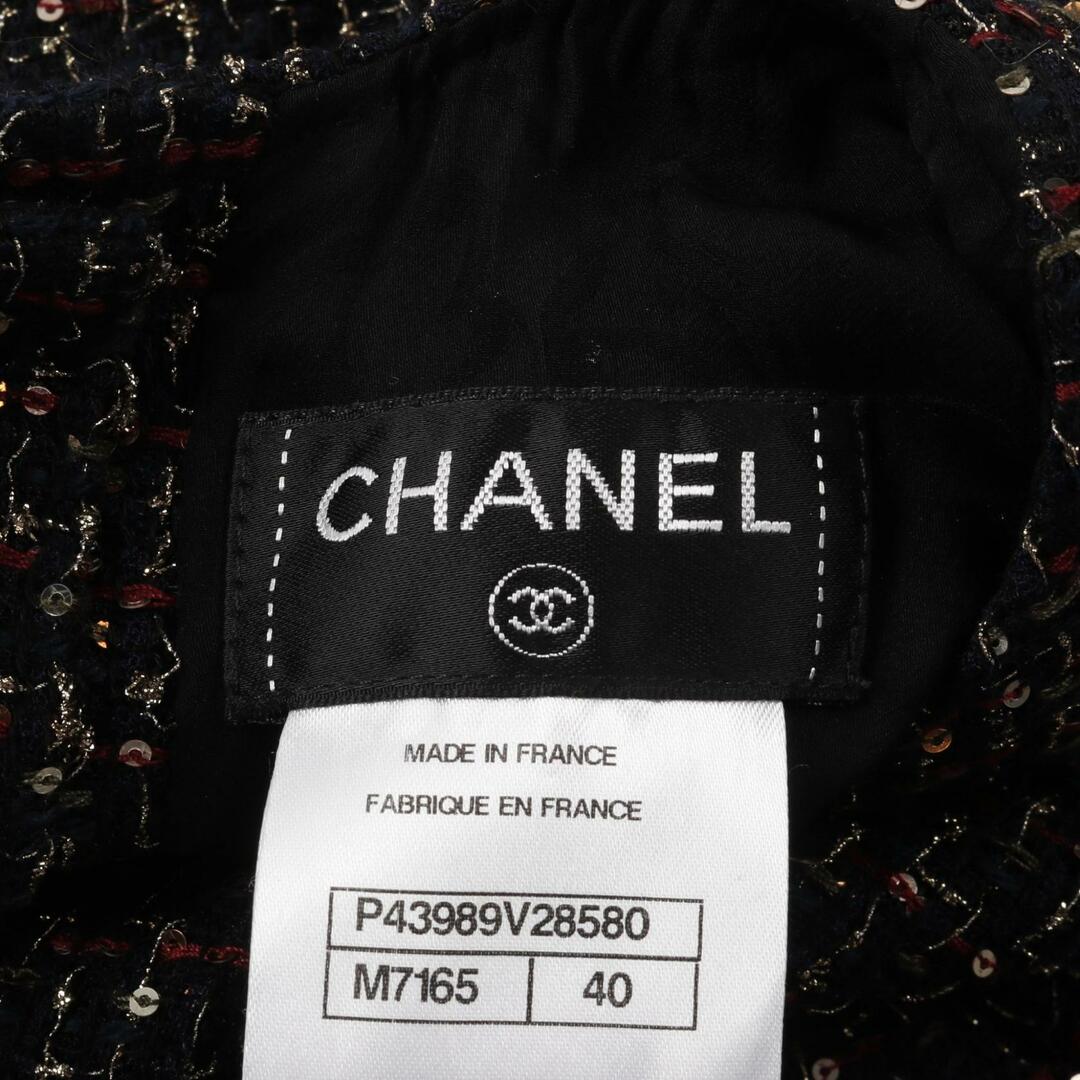 CHANEL
MADE IN FRANCE
FABRIQUE EN FRANCE
P43989V28580
M7165 40